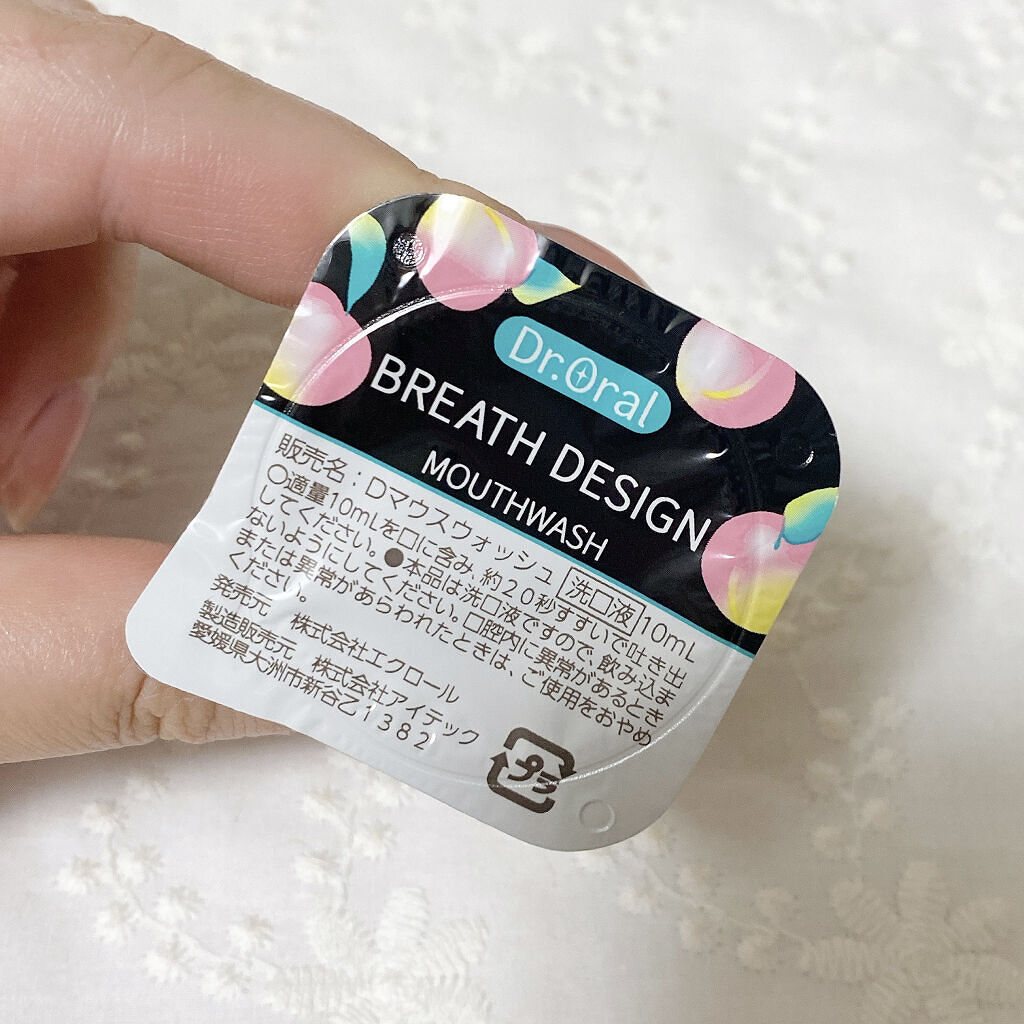 Dr.Oral
BREATH DESIGN
MOUTHWASH
販売名：Dマウスウォッシュ 洗口液 10mL
○適量10mLを口に含み、約20秒すすいで吐き出
してください。●本品は洗口液ですので、飲み込ま
ないようにしてください。口腔内に異常があるとき
または異常があらわれたときは、ご使用をおやめ
ください。
発売元 株式会社エクロール
製造販売元 株式会社アイテック
愛媛県大洲市新谷乙1382
プラ